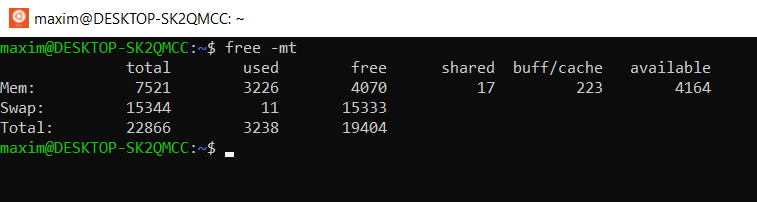 maxim@DESKTOP-SK2QMCC: ~
maxim@DESKTOP-SK2QMCC:~$ free -mt
total used free shared buff/cache available
Mem: 7521 3226 4070 17 223 4164
Swap: 15344 11 15333
Total: 22866 3238 19404
maxim@DESKTOP-SK2QMCC:~$